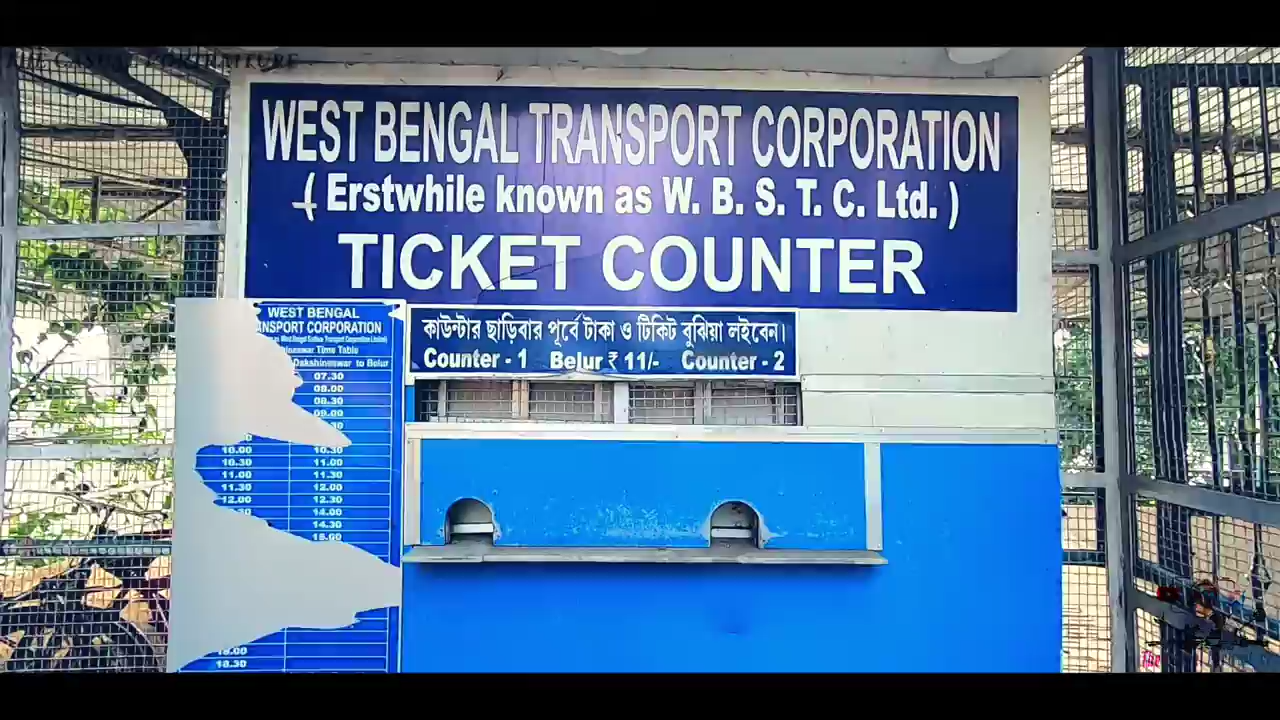 WEST BENGAL TRANSPORT CORPORATION
( Erstwhile known as W. B. S. T. C. Ltd. )
TICKET COUNTER
কাউন্টার ছাড়িবার পূর্বে টাকা ও টিকিট বুঝিয়া লইবেন।
Counter - 1 Belur ₹ 11/- Counter - 2
WEST BENGAL
TRANSPORT CORPORATION
Time Table
Dakshineswar to Belur
07.30
08.00
08.30
09.00
10.00 10.30
10.30 11.00
11.00 11.30
11.30 12.30
12.00 12.30
14.00
14.30
15.00
18.30